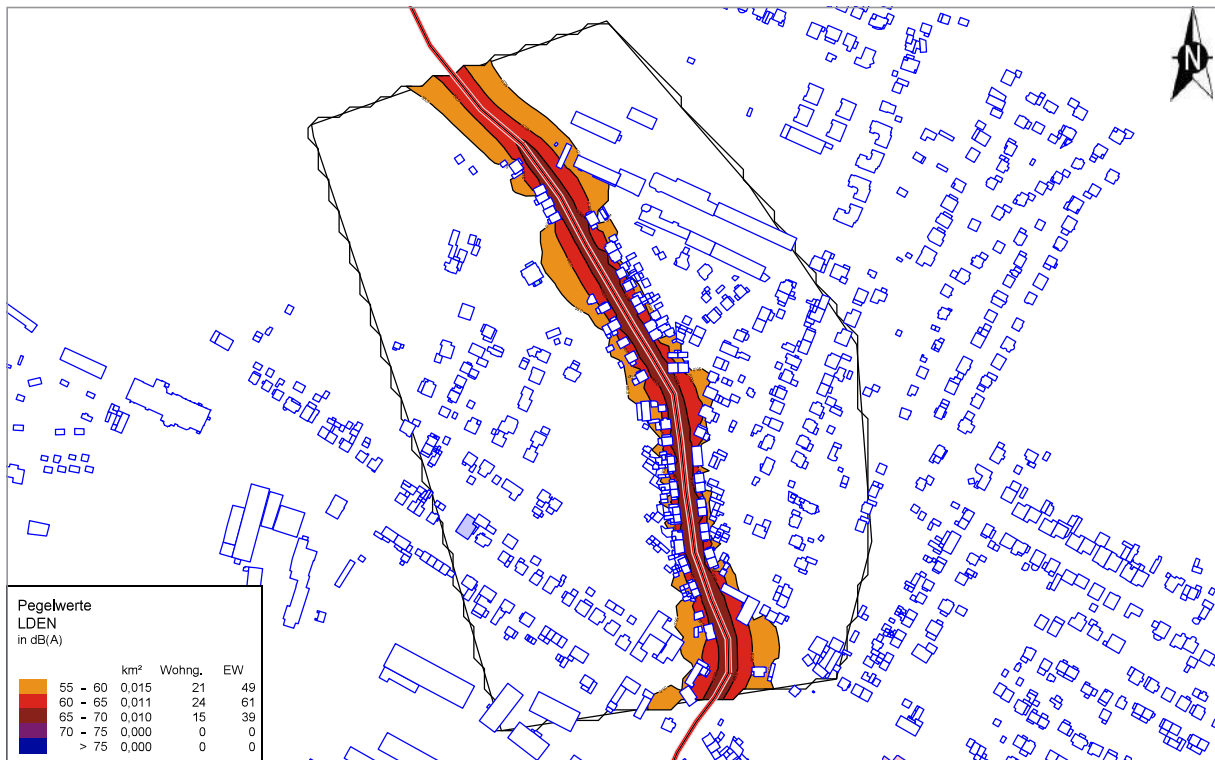 N
Pegelwerte
LDEN
in dB(A)
km² Wohng. EW
55 - 60 0,015 21 49
60 - 65 0,011 24 61
65 - 70 0,010 15 39
70 - 75 0,000 0 0
> 75 0,000 0 0